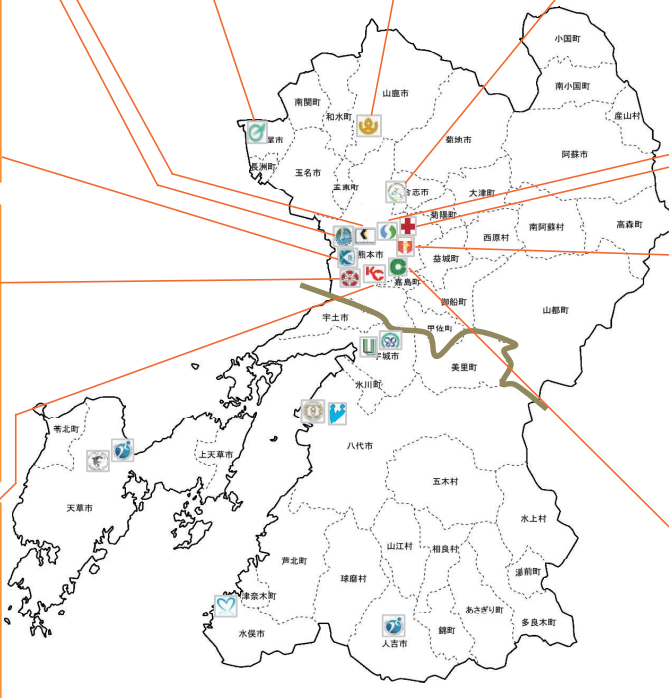 小国町
南小国町
産山村
山鹿市
南関町
和水町
菊地市
阿蘇市
長洲町
玉名市
合志市
大津町
菊陽町
西原村
南阿蘇村
高森町
熊本市
益城町
嘉島町
御船町
山都町
宇土市
甲佐町
美里町
宇城市
氷川町
U
KC
C
八代市
苓北町
上天草市
天草市
五木村
水上村
山江村
相良村
湯前町
芦北町
球磨村
津奈木町
水俣市
あさぎり町
多良木町
錦町
人吉市